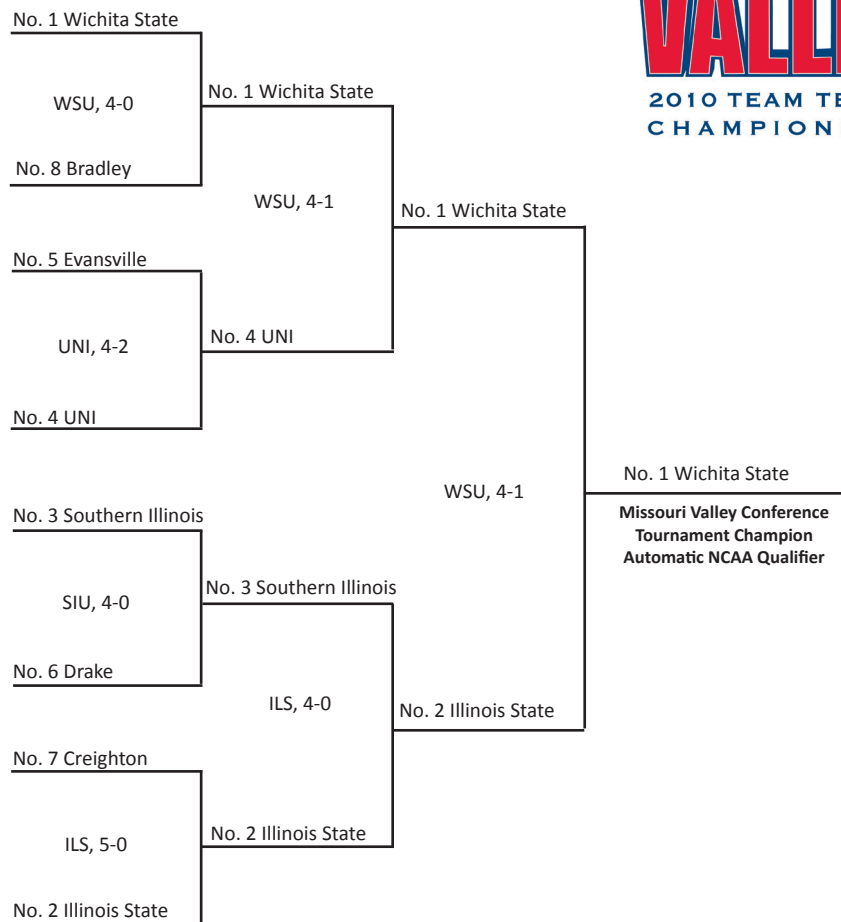 No. 1 Wichita State
WSU, 4-0
No. 8 Bradley
No. 5 Evansville
UNI, 4-2
No. 4 UNI
No. 3 Southern Illinois
SIU, 4-0
No. 6 Drake
No. 7 Creighton
ILS, 5-0
No. 2 Illinois State
No. 1 Wichita State
WSU, 4-1
No. 4 UNI
No. 3 Southern Illinois
ILS, 4-0
No. 2 Illinois State
No. 1 Wichita State
WSU, 4-1
No. 2 Illinois State
No. 1 Wichita State
Missouri Valley Conference
Tournament Champion
Automatic NCAA Qualifier
2010 TEAM